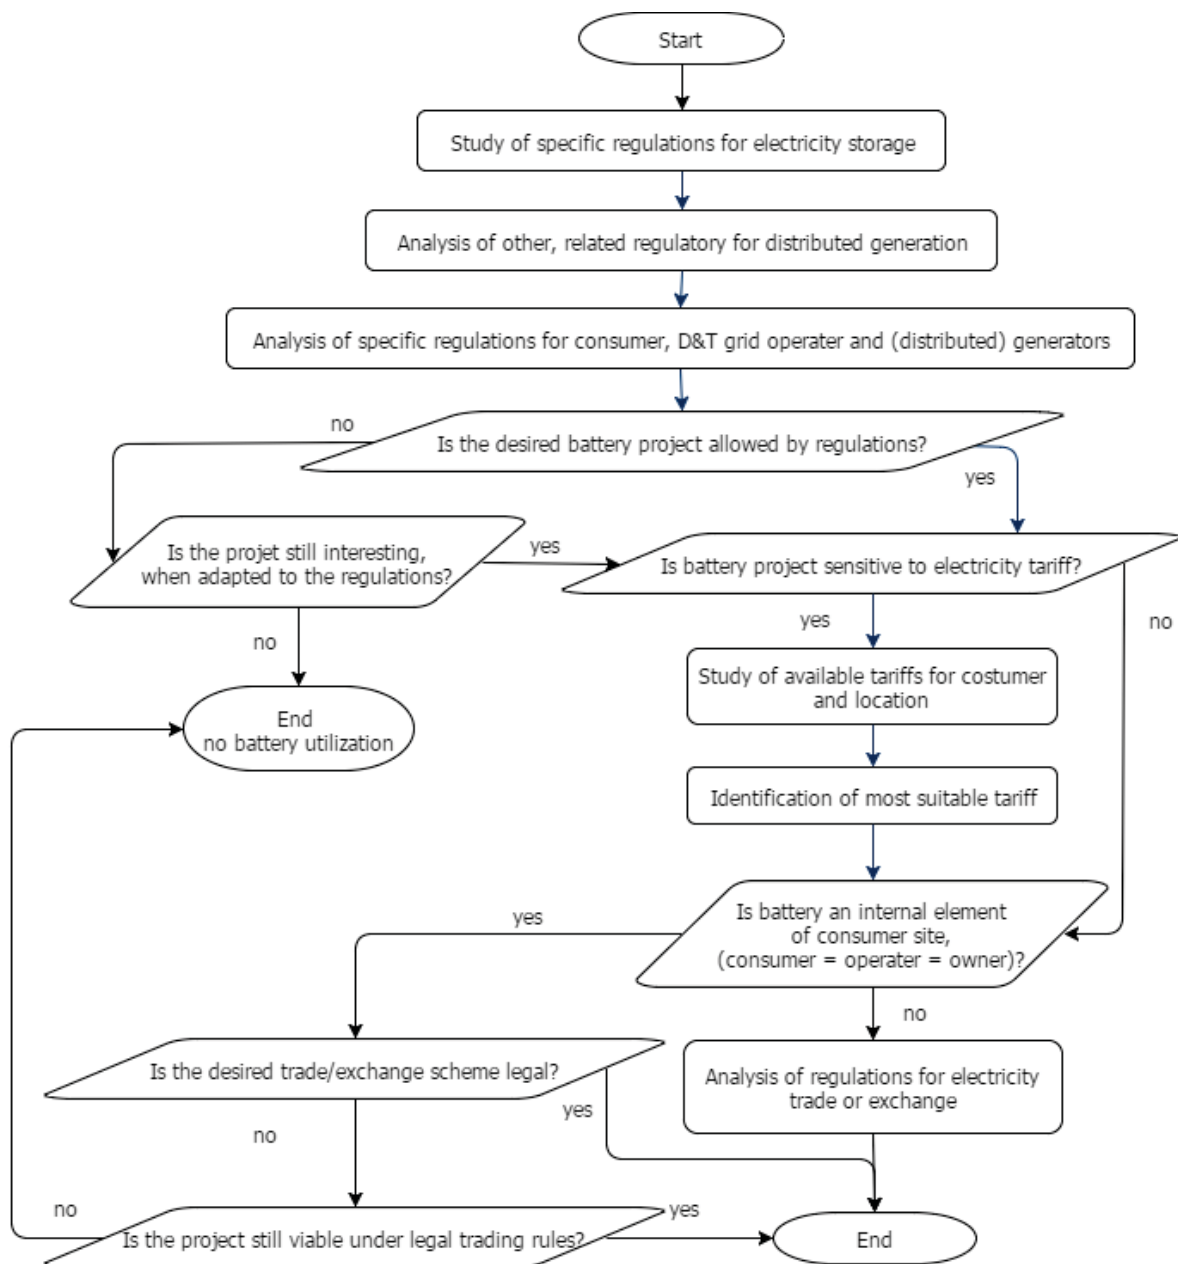 Start
Study of specific regulations for electricity storage
Analysis of other, related regulatory for distributed generation
Analysis of specific regulations for consumer, D&T grid operater and (distributed) generators
no
Is the desired battery project allowed by regulations?
yes
Is the projet still interesting,
when adapted to the regulations?
yes
Is battery project sensitive to electricity tariff?
no
yes
no
Study of available tariffs for costumer
and location
End
no battery utilization
Identification of most suitable tariff
yes
Is battery an internal element
of consumer site,
(consumer = operater = owner)?
no
Is the desired trade/exchange scheme legal?
Analysis of regulations for electricity
trade or exchange
yes
no
no
yes
Is the project still viable under legal trading rules?
End